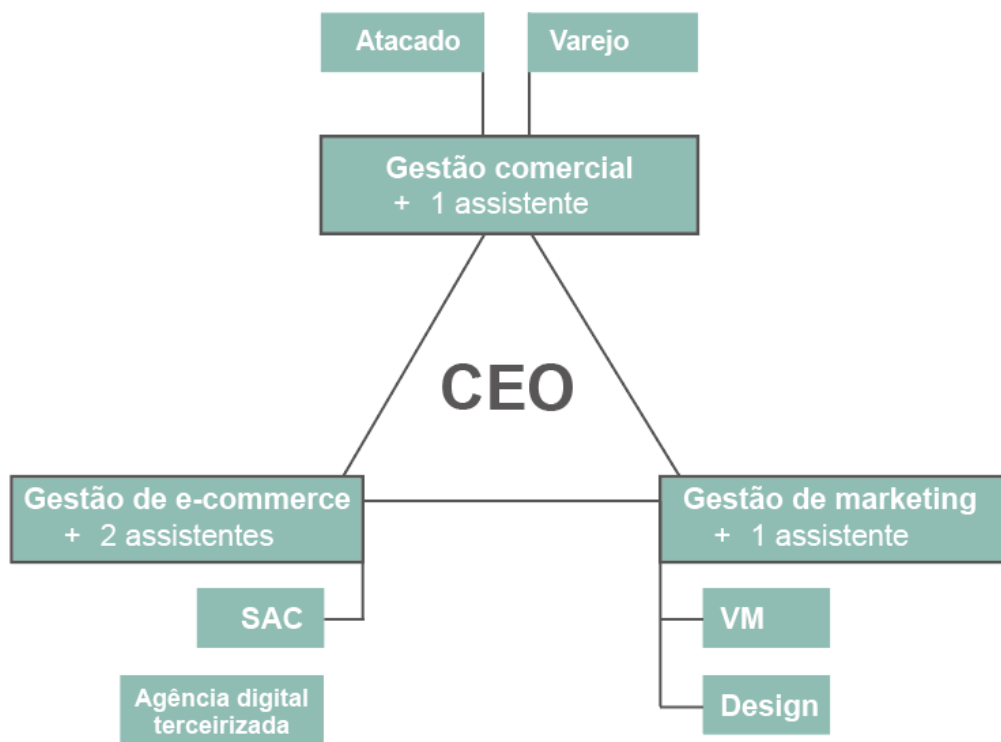 Atacado
Varejo
Gestão comercial
+ 1 assistente
CEO
Gestão de e-commerce
+ 2 assistentes
Gestão de marketing
+ 1 assistente
SAC
VM
Agência digital
terceirizada
Design